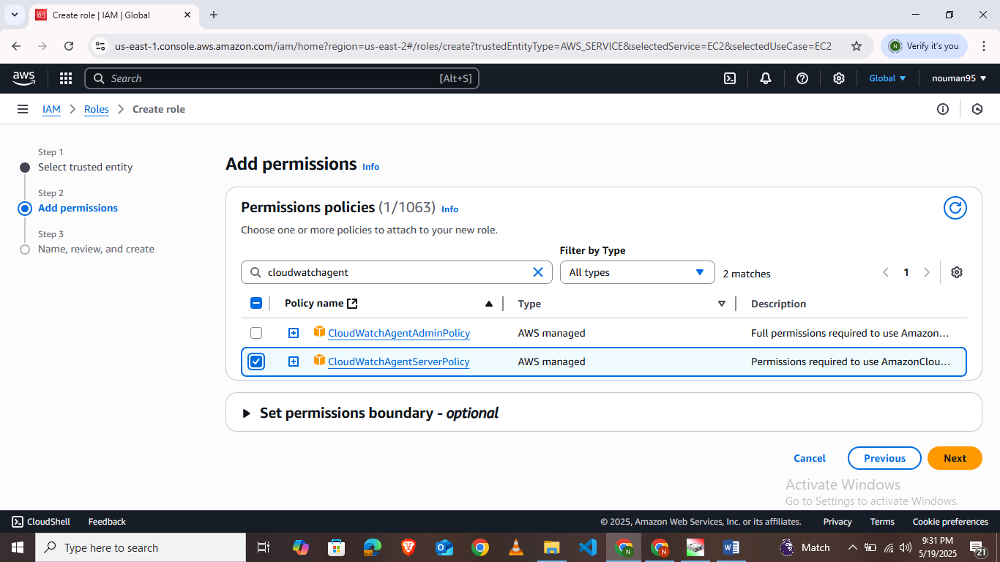 Create role | IAM | Global
us-east-1.console.aws.amazon.com/iam/home?region=us-east-2#/roles/create?trustedEntityType=AWS_SERVICE&selectedService=EC2&selectedUseCase=EC2
N
Verify it's you
aws
Search
[Alt+S]
Global
nouman95
IAM
Roles
Create role
Step 1
Select trusted entity
Step 2
Add permissions
Step 3
Name, review, and create
Add permissions Info
Permissions policies (1/1063) Info
Choose one or more policies to attach to your new role.
Filter by Type
cloudwatchagent
All types
2 matches
1
Policy name
Type
Description
CloudWatchAgentAdminPolicy
AWS managed
Full permissions required to use Amazon…
CloudWatchAgentServerPolicy
AWS managed
Permissions required to use AmazonClou…
Set permissions boundary - optional
Cancel
Previous
Next
Activate Windows
Go to Settings to activate Windows.
CloudShell
Feedback
© 2025, Amazon Web Services, Inc. or its affiliates.
Privacy
Terms
Cookie preferences
Type here to search
N
N
Match
9:31 PM
5/19/2025
21